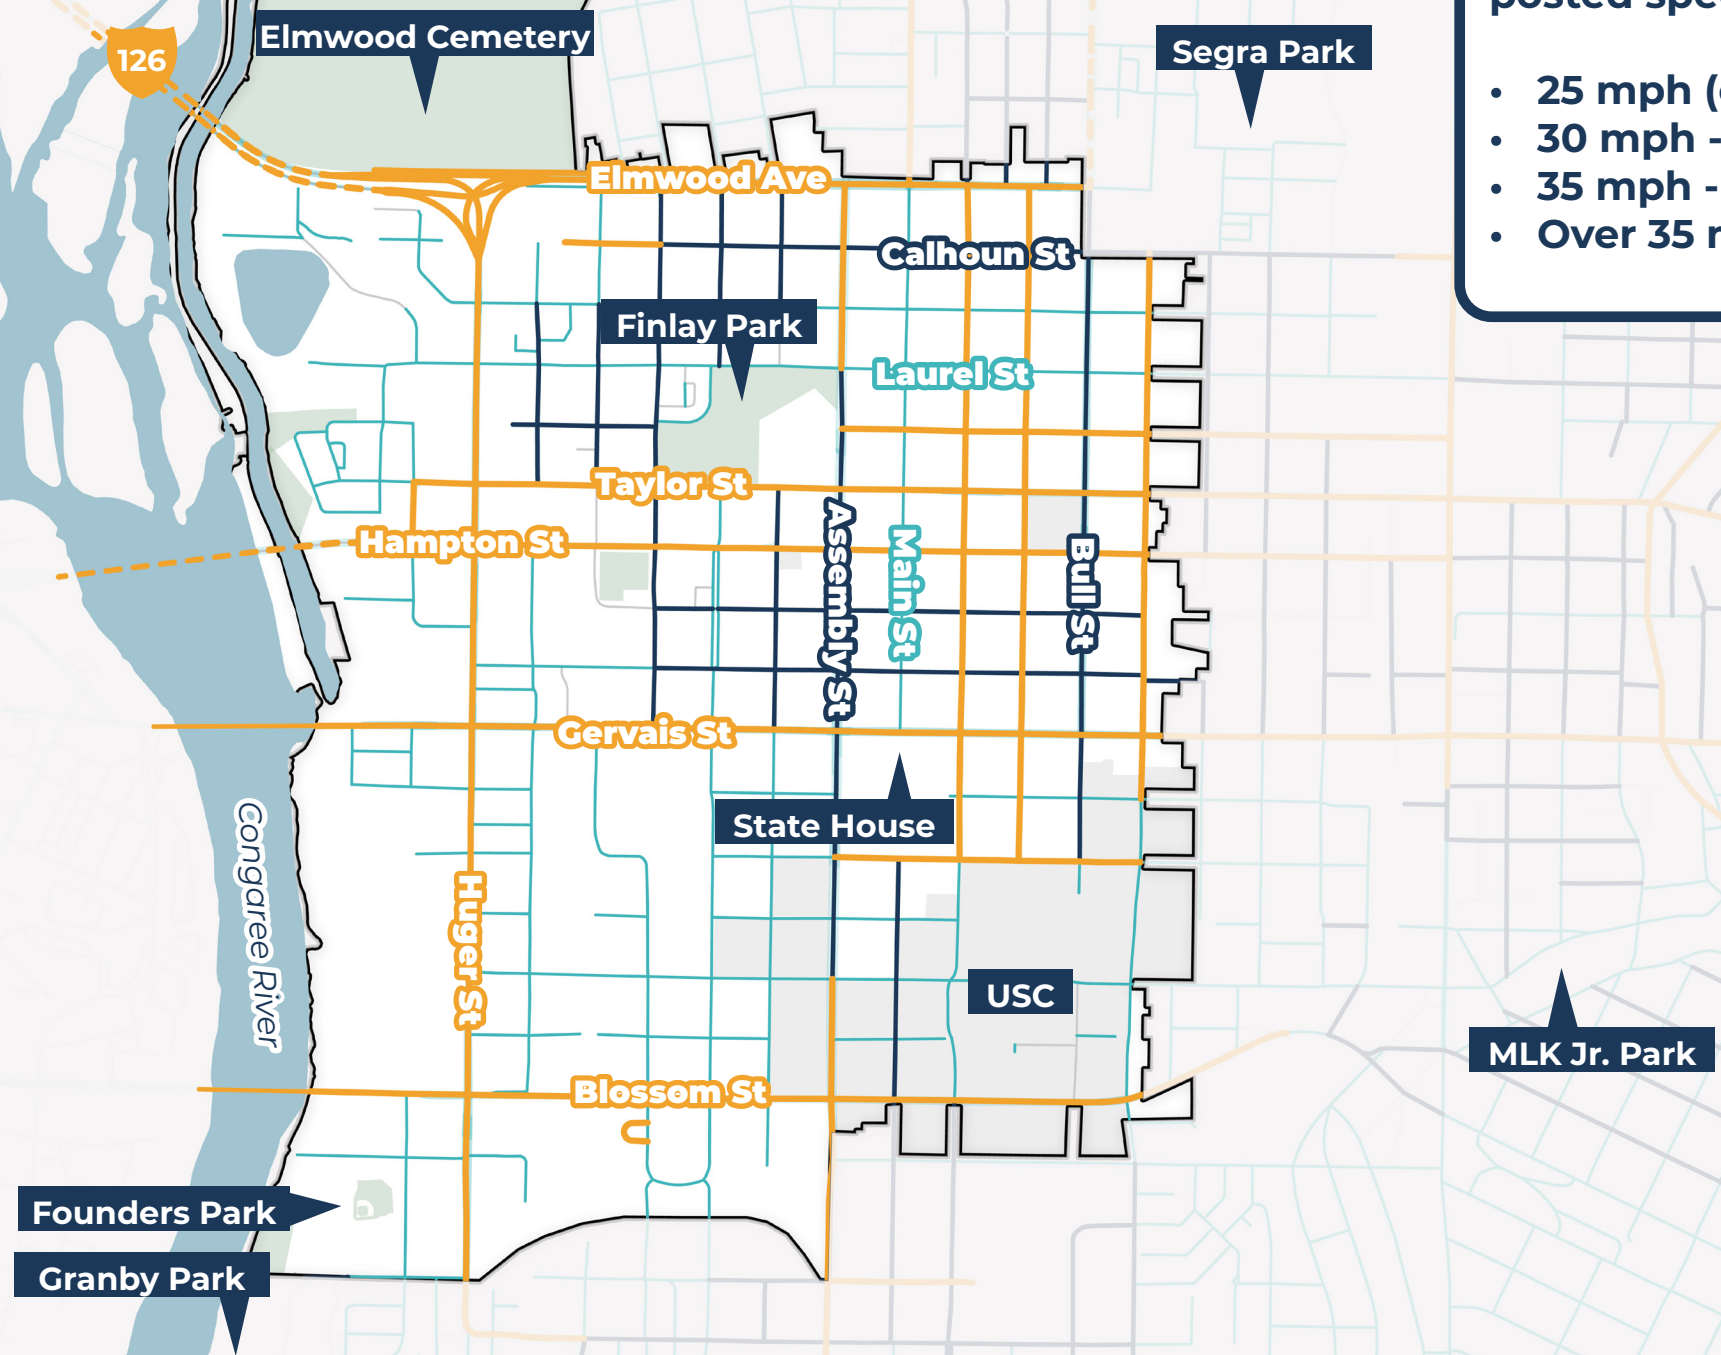 posted spe
• 25 mph (
• 30 mph -
• 35 mph -
• Over 35
126
Elmwood Cemetery
Segra Park
Elmwood Ave
Calhoun St
Finlay Park
Laurel St
Taylor St
Hampton St
Assembly St
Main St
Bull St
Gervais St
State House
Congaree River
Huger St
USC
MLK Jr. Park
Blossom St
Founders Park
Granby Park